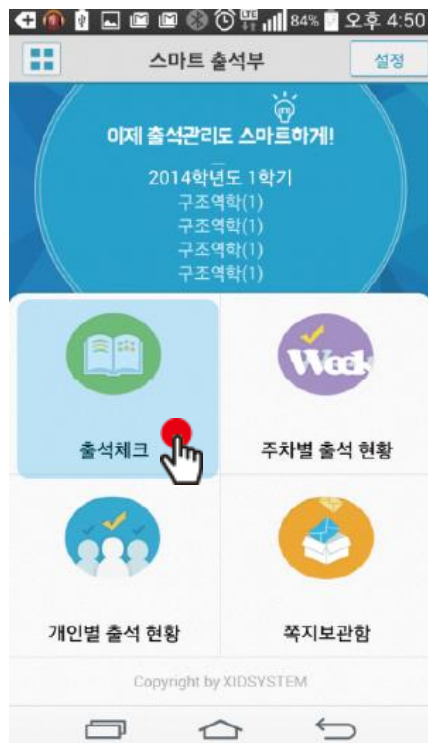 84% 오후 4:50
스마트 출석부
설정
이제 출석관리도 스마트하게!
2014학년도 1학기
구조역학(1)
구조역학(1)
구조역학(1)
구조역학(1)
Week
출석체크
주차별 출석 현황
개인별 출석 현황
쪽지보관함
Copyright by XIDSYSTEM